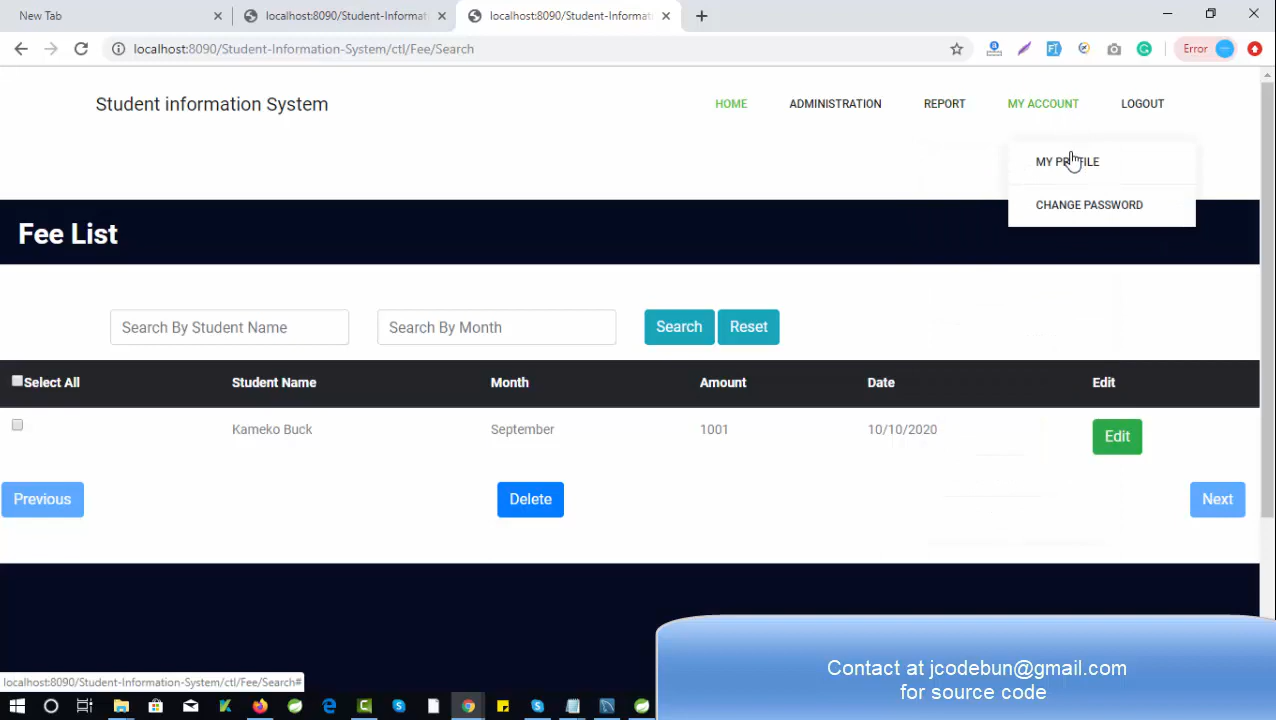 New Tab
localhost:8090/Student-Informat
localhost:8090/Student-Informat
localhost:8090/Student-Information-System/ctl/Fee/Search
Error
Student information System
HOME
ADMINISTRATION
REPORT
MY ACCOUNT
LOGOUT
MY PROFILE
CHANGE PASSWORD
Fee List
Search By Student Name
Search By Month
Search
Reset
Select All
Student Name
Month
Amount
Date
Edit
Kameko Buck
September
1001
10/10/2020
Edit
Previous
Delete
Next
Contact at jcodebun@gmail.com
for source code
localhost:8090/Student-Information-System/ctl/Fee/Search#